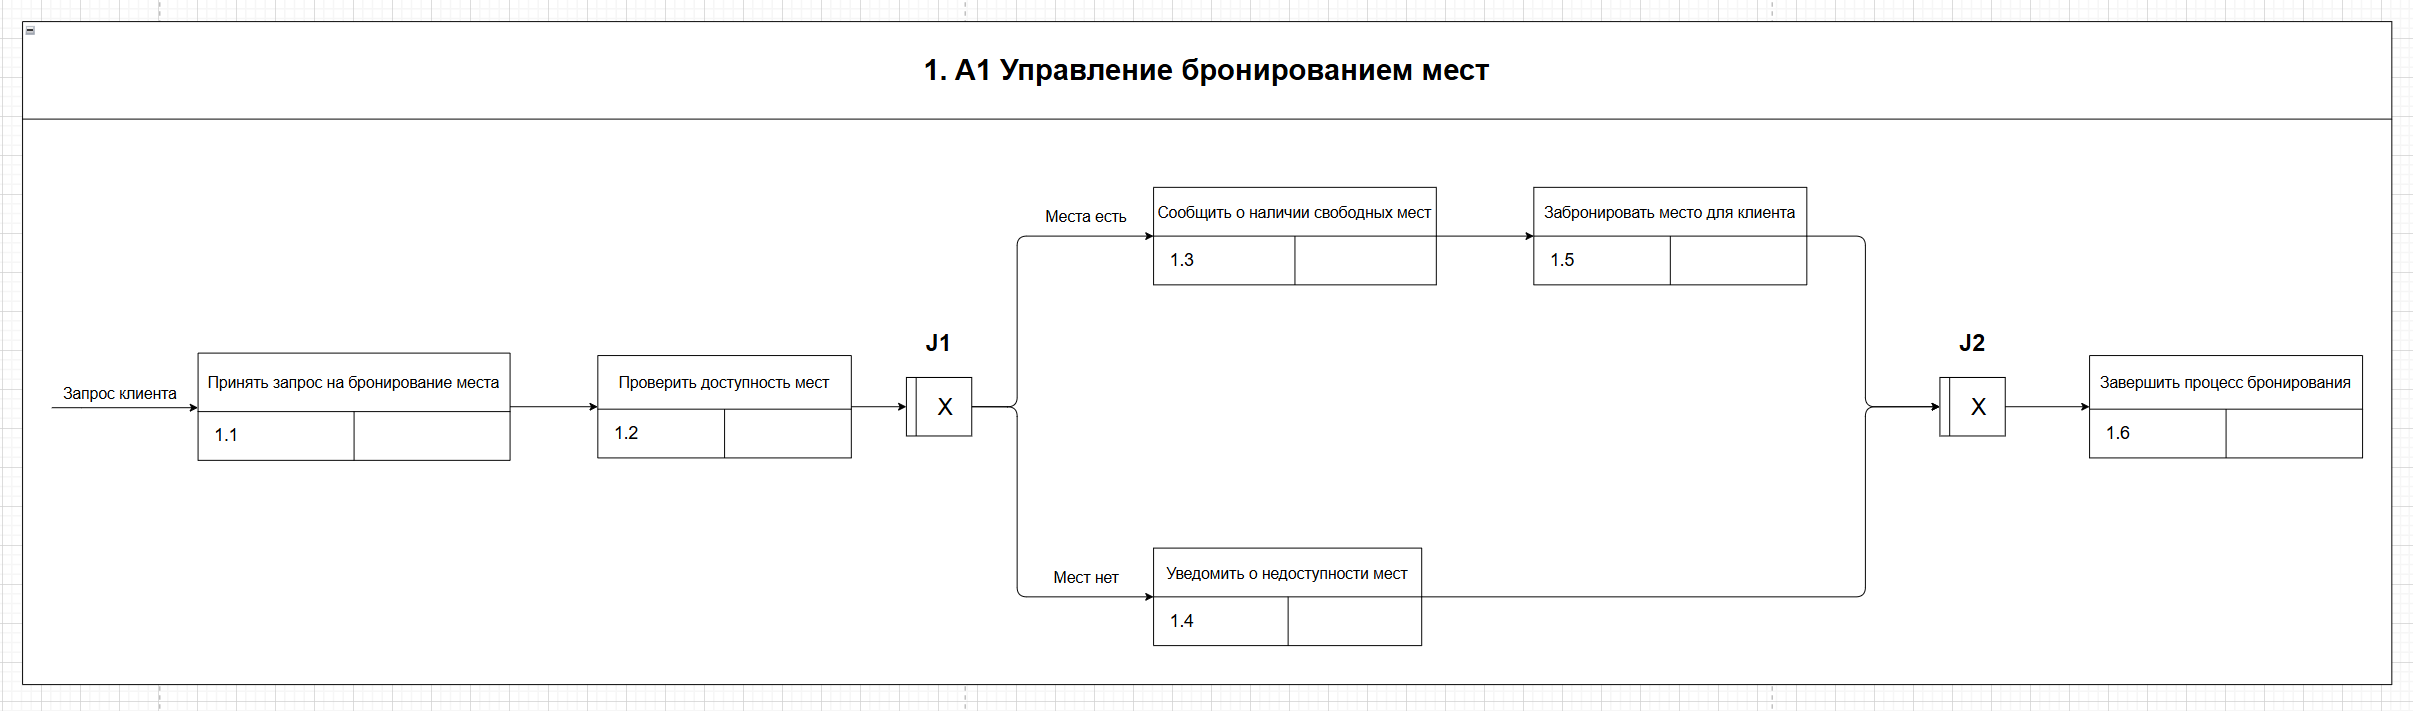 1. А1 Управление бронированием мест
Места есть
Сообщить о наличии свободных мест
1.3
Забронировать место для клиента
1.5
J1
J2
Запрос клиента
Принять запрос на бронирование места
1.1
Проверить доступность мест
1.2
X
X
Завершить процесс бронирования
1.6
Мест нет
Уведомить о недоступности мест
1.4